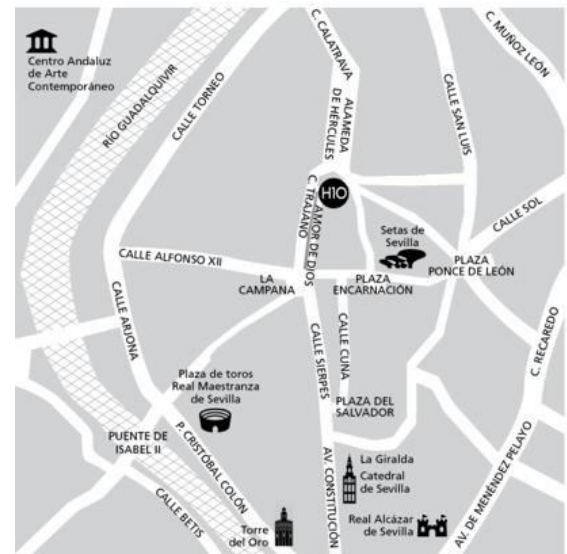 Centro Andaluz
de Arte
Contemporáneo
RÍO GUADALQUIVIR
CALLE TORNEO
C. CALATRAVA
ALAMEDA
DE HÉRCULES
C. MUÑOZ LEÓN
CALLE SAN LUIS
H10
C. TRAJANO
AMOR DE DIOS
CALLE SOL
Setas de
Sevilla
CALLE ALFONSO XII
PLAZA
PONCE DE LEÓN
LA
CAMPANA
PLAZA
ENCARNACIÓN
CALLE ARJONA
CALLE SIERPES
CALLE CUNA
C. RECAREDO
Plaza de toros
Real Maestranza
de Sevilla
PLAZA DEL
SALVADOR
PUENTE DE
ISABEL II
P. CRISTÓBAL COLÓN
AV. CONSTITUCIÓN
La Giralda
Catedral
de Sevilla
AV. DE MENÉNDEZ PELAYO
CALLE BETIS
Torre
del Oro
Real Alcázar
de Sevilla